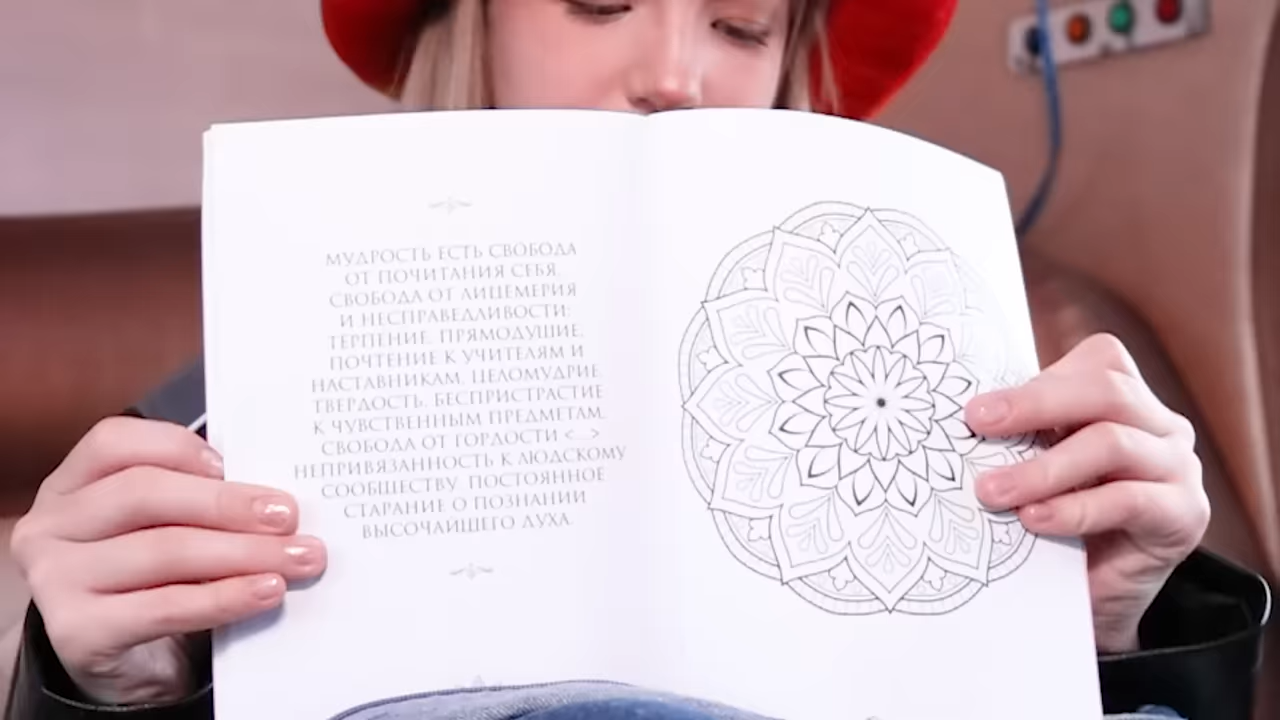 МУДРОСТЬ ЕСТЬ СВОБОДА
ОТ ПОЧИТАНИЯ СЕБЯ,
СВОБОДА ОТ ЛИЦЕМЕРИЯ
И НЕСПРАВЕДЛИВОСТИ;
ТЕРПЕНИЕ, ПРЯМОДУШИЕ,
ПОЧТЕНИЕ К УЧИТЕЛЯМ И
НАСТАВНИКАМ, ЦЕЛОМУДРИЕ,
ТВЕРДОСТЬ, БЕСПРИСТРАСТИЕ
К ЧУВСТВЕННЫМ ПРЕДМЕТАМ,
СВОБОДА ОТ ГОРДОСТИ <...>
НЕПРИВЯЗАННОСТЬ К ЛЮДСКОМУ
СООБЩЕСТВУ, ПОСТОЯННОЕ
СТАРАНИЕ О ПОЗНАНИИ
ВЫСОЧАЙШЕГО ДУХА.